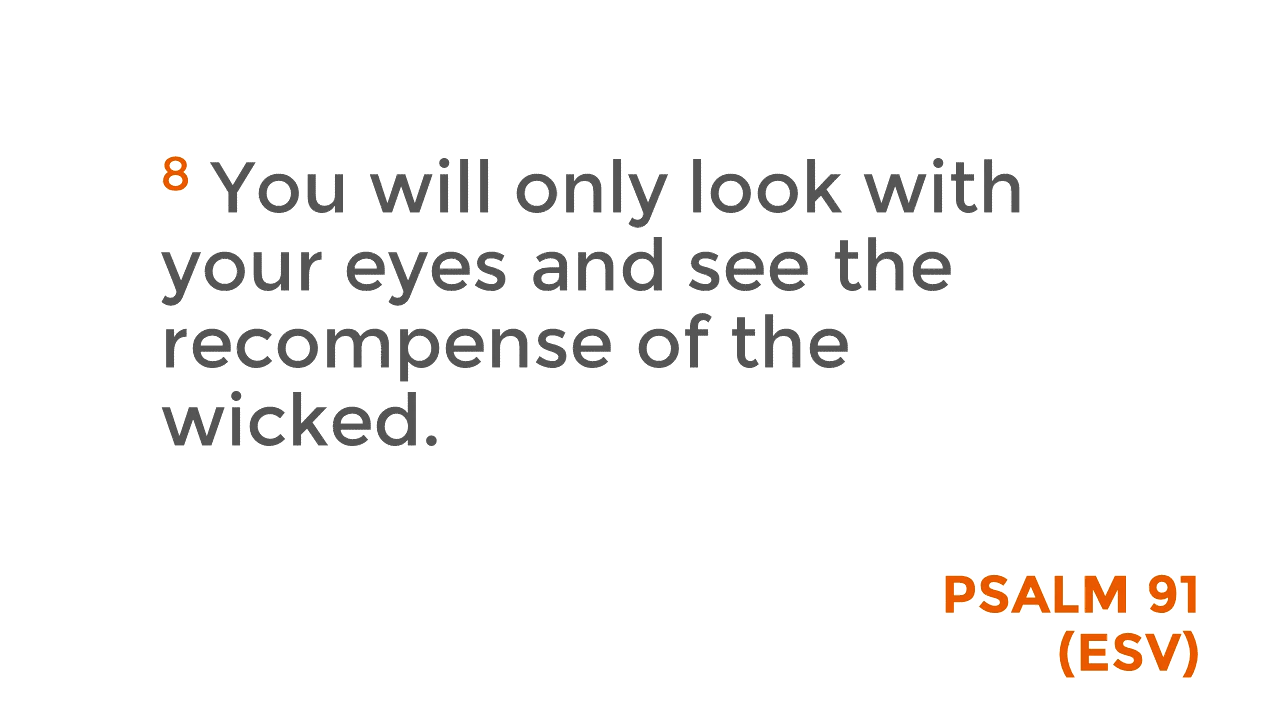 8 You will only look with
your eyes and see the
recompense of the
wicked.
PSALM 91
(ESV)